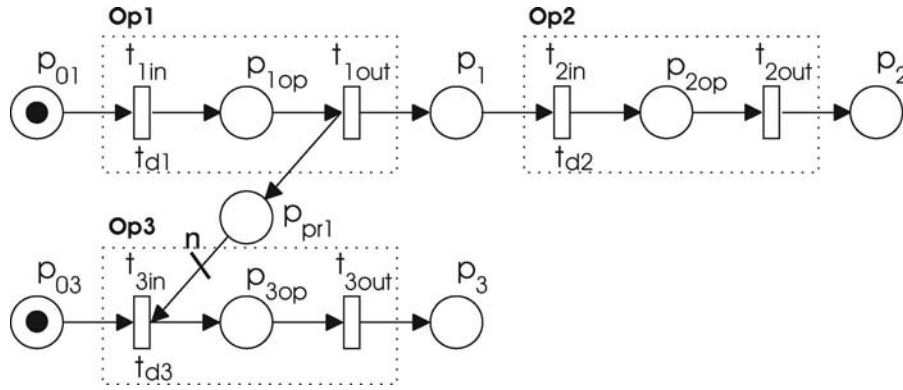 Op1 Op2
t1in t1out t2in t2out
p01 p1op p1 p2op p2
td1 td2
Op3 ppr1
n
t3in t3out
p03 p3op p3
td3